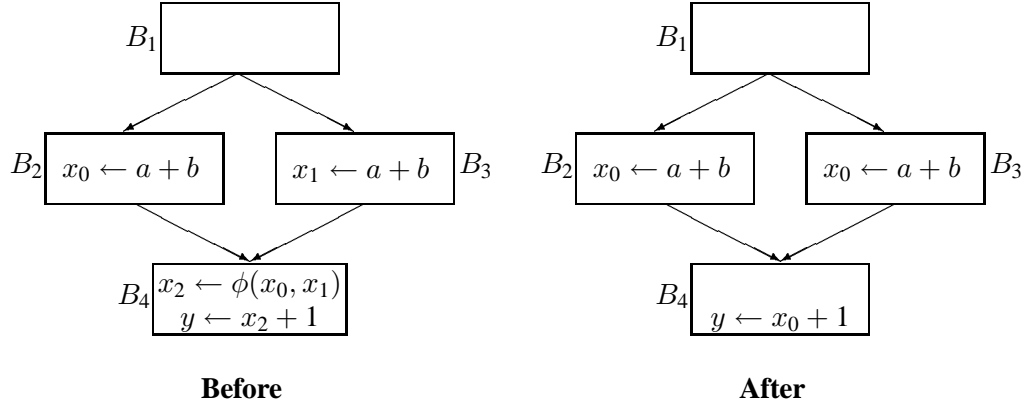 B₁
B₂ x₀ ← a + b
x₁ ← a + b B₃
B₄ x₂ ← ϕ(x₀, x₁)
y ← x₂ + 1
Before
B₁
B₂ x₀ ← a + b
x₀ ← a + b B₃
B₄
y ← x₀ + 1
After